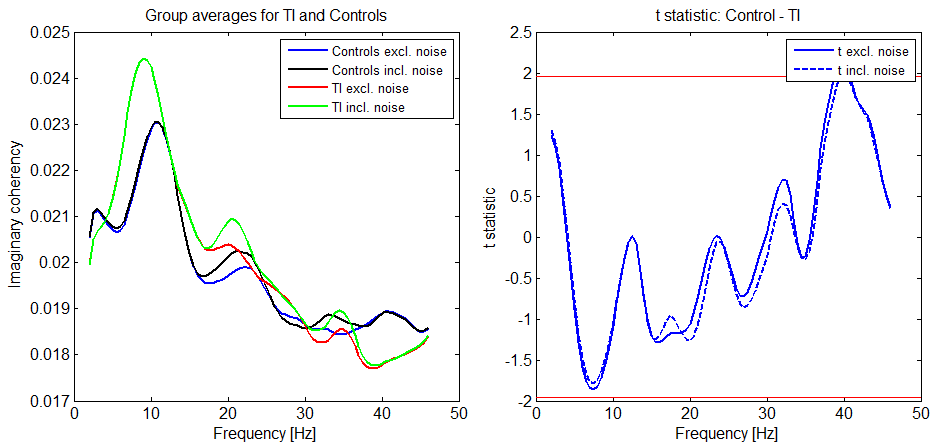 Group averages for TI and Controls
0.025
0.024
0.023
0.022
0.021
0.02
0.019
0.018
0.017
Imaginary coherency
Controls excl. noise
Controls incl. noise
TI excl. noise
TI incl. noise
0 10 20 30 40 50
Frequency [Hz]
t statistic: Control - TI
2.5
2
1.5
1
0.5
0
-0.5
-1
-1.5
-2
t statistic
t excl. noise
t incl. noise
0 10 20 30 40 50
Frequency [Hz]